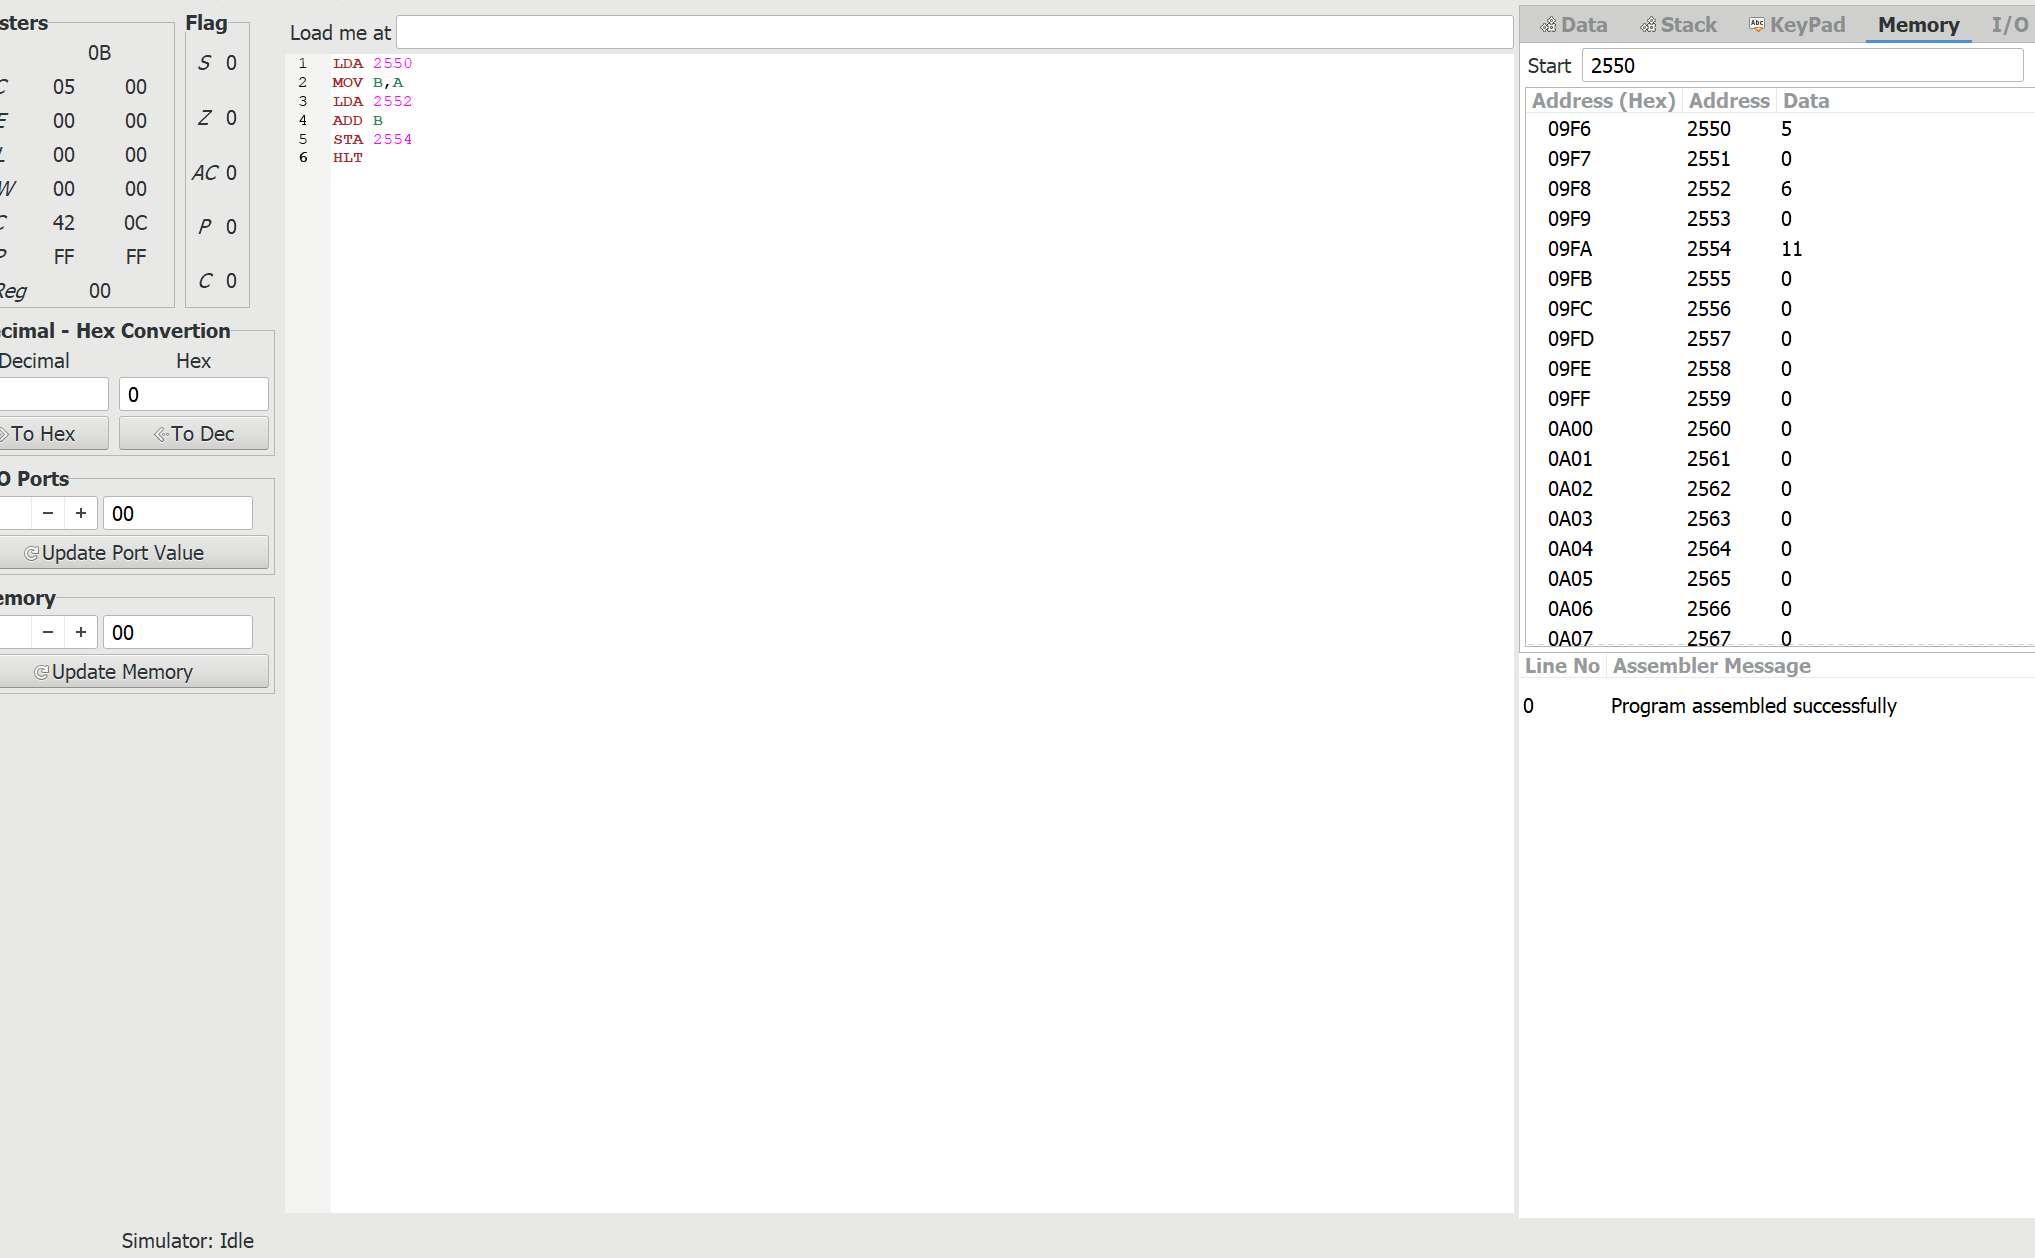 sters
0B
C 05 00
E 00 00
L 00 00
W 00 00
C 42 0C
P FF FF
Reg 00
Flag
S 0
Z 0
AC 0
P 0
C 0
ecimal - Hex Convertion
Decimal Hex
0
To Hex To Dec
O Ports
− + 00
Update Port Value
emory
− + 00
Update Memory
Simulator: Idle
Load me at
1 LDA 2550
2 MOV B,A
3 LDA 2552
4 ADD B
5 STA 2554
6 HLT
Data Stack KeyPad Memory I/O
Start 2550
Address (Hex) Address Data
09F6 2550 5
09F7 2551 0
09F8 2552 6
09F9 2553 0
09FA 2554 11
09FB 2555 0
09FC 2556 0
09FD 2557 0
09FE 2558 0
09FF 2559 0
0A00 2560 0
0A01 2561 0
0A02 2562 0
0A03 2563 0
0A04 2564 0
0A05 2565 0
0A06 2566 0
0A07 2567 0
Line No Assembler Message
0 Program assembled successfully